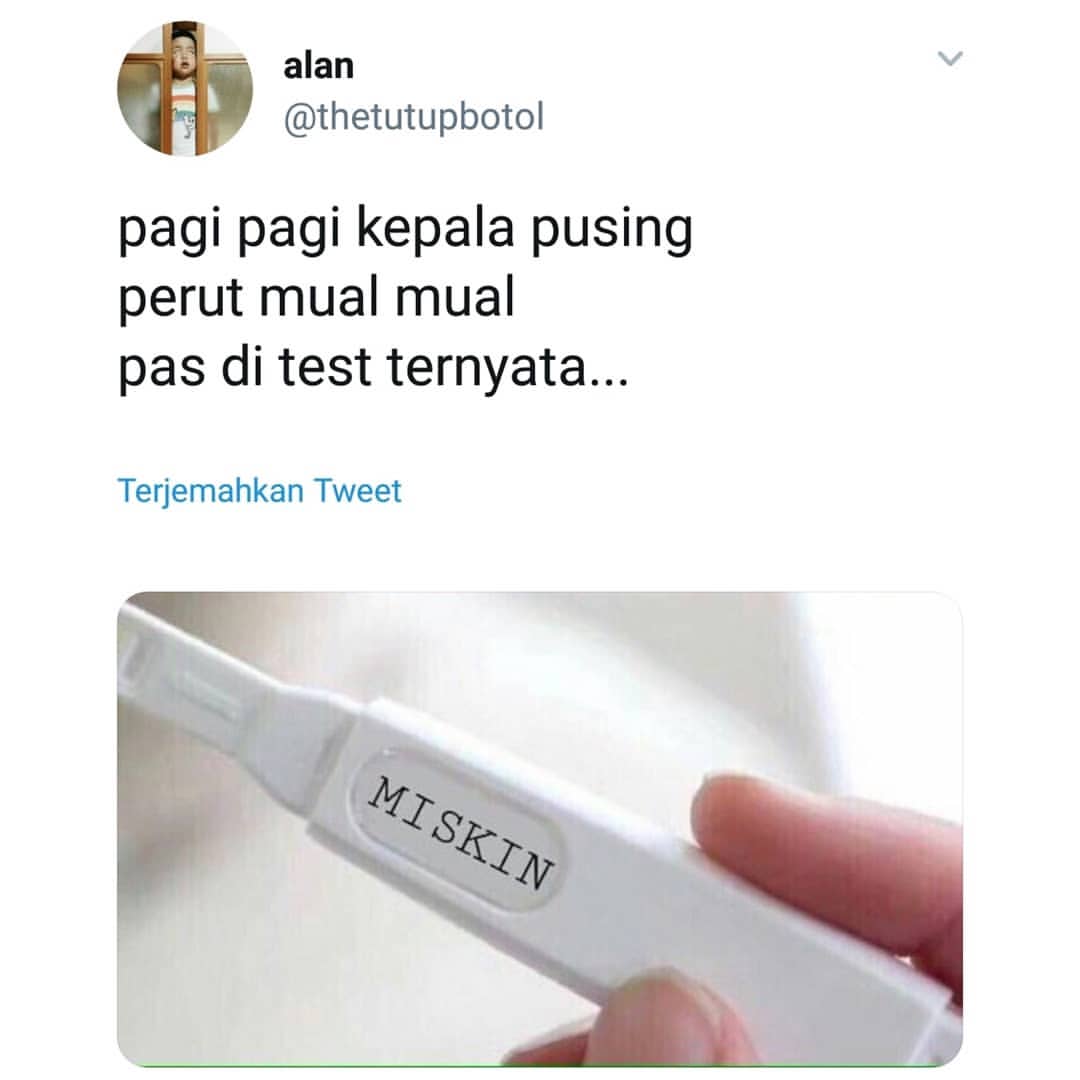 alan
@thetutupbotol
pagi pagi kepala pusing
perut mual mual
pas di test ternyata...
Terjemahkan Tweet
MISKIN